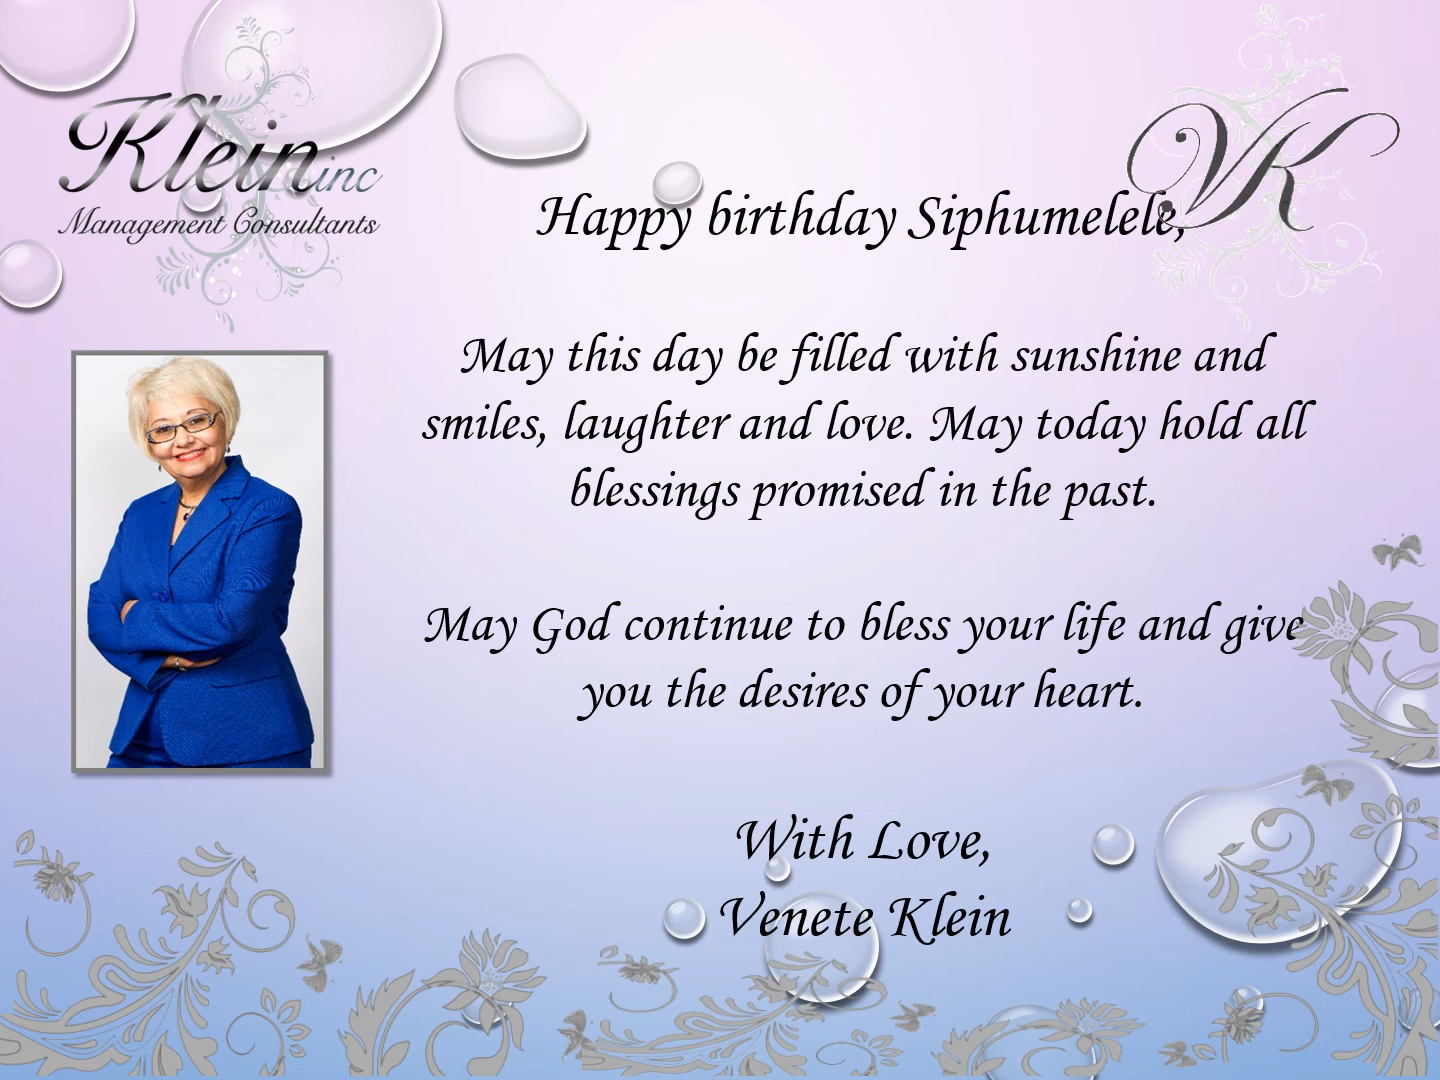 Klein inc
Management Consultants
VK
Happy birthday Siphumelele,
May this day be filled with sunshine and
smiles, laughter and love. May today hold all
blessings promised in the past.
May God continue to bless your life and give
you the desires of your heart.
With Love,
Venete Klein